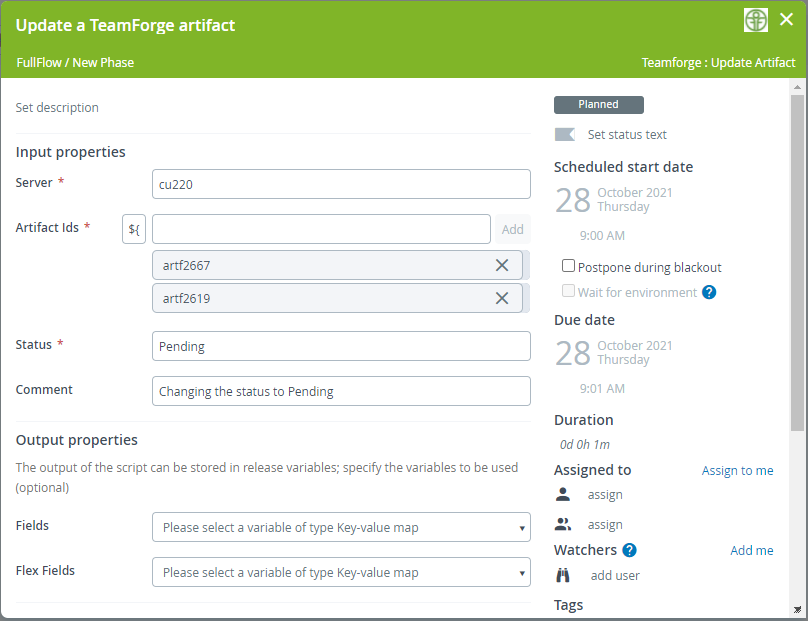 Update a TeamForge artifact
FullFlow / New Phase
Teamforge : Update Artifact
Set description
Input properties
Server *
cu220
Artifact Ids *
${
Add
artf2667
artf2619
Status *
Pending
Comment
Changing the status to Pending
Output properties
The output of the script can be stored in release variables; specify the variables to be used
(optional)
Fields
Please select a variable of type Key-value map
Flex Fields
Please select a variable of type Key-value map
Planned
Set status text
Scheduled start date
28
October 2021
Thursday
9:00 AM
Postpone during blackout
Wait for environment ?
Due date
28
October 2021
Thursday
9:01 AM
Duration
0d 0h 1m
Assigned to
Assign to me
assign
assign
Watchers ?
Add me
add user
Tags